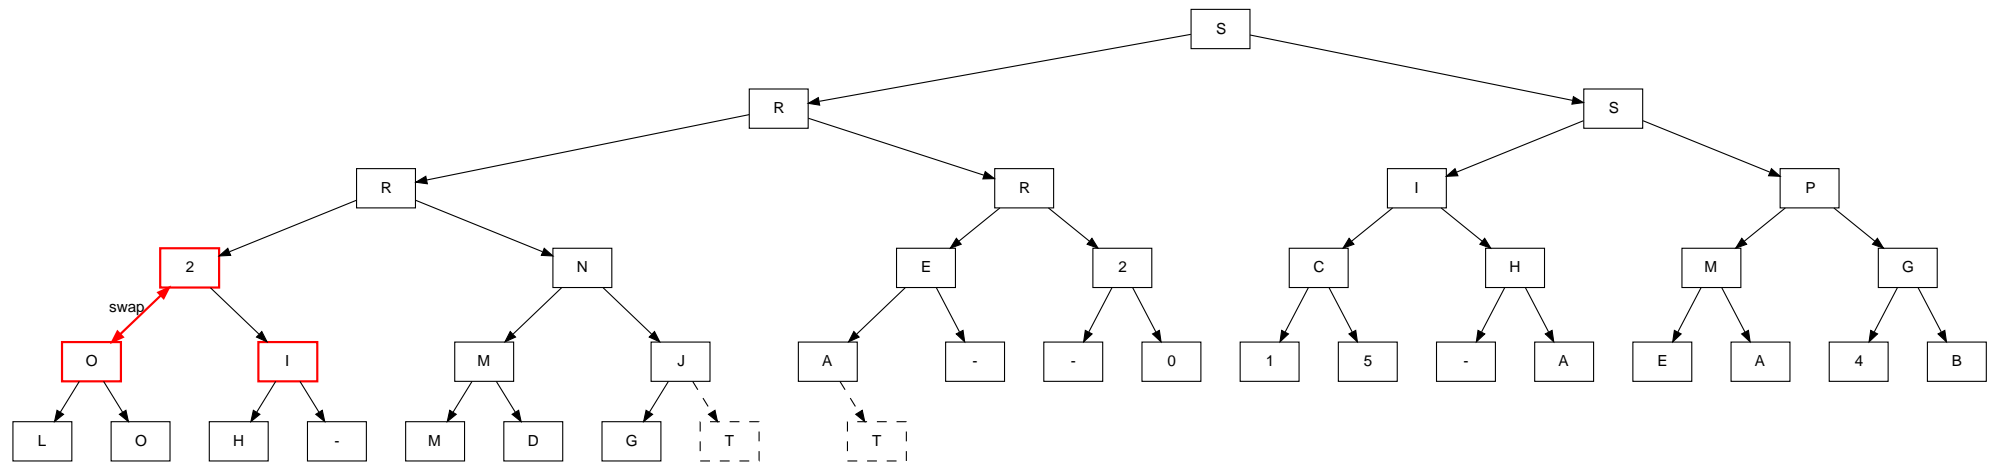 S
R S
R R I P
2 N E 2 C H M G
swap
O I M J A - - 0 1 5 - A E A 4 B
L O H - M D G T T